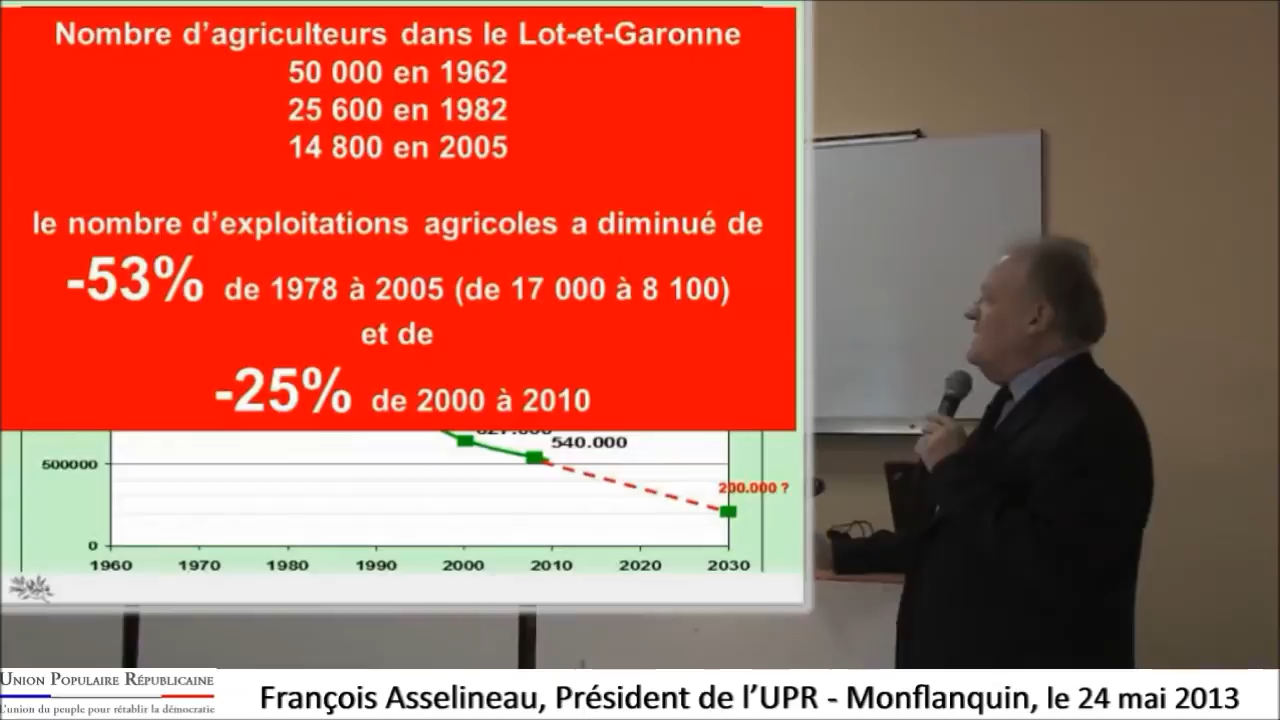 Nombre d’agriculteurs dans le Lot-et-Garonne
50 000 en 1962
25 600 en 1982
14 800 en 2005
le nombre d’exploitations agricoles a diminué de
-53% de 1978 à 2005 (de 17 000 à 8 100)
et de
-25% de 2000 à 2010
540.000
500000
200.000 ?
0
1960 1970 1980 1990 2000 2010 2020 2030
UNION POPULAIRE RÉPUBLICAINE
L'union du peuple pour rétablir la démocratie
François Asselineau, Président de l’UPR - Monflanquin, le 24 mai 2013